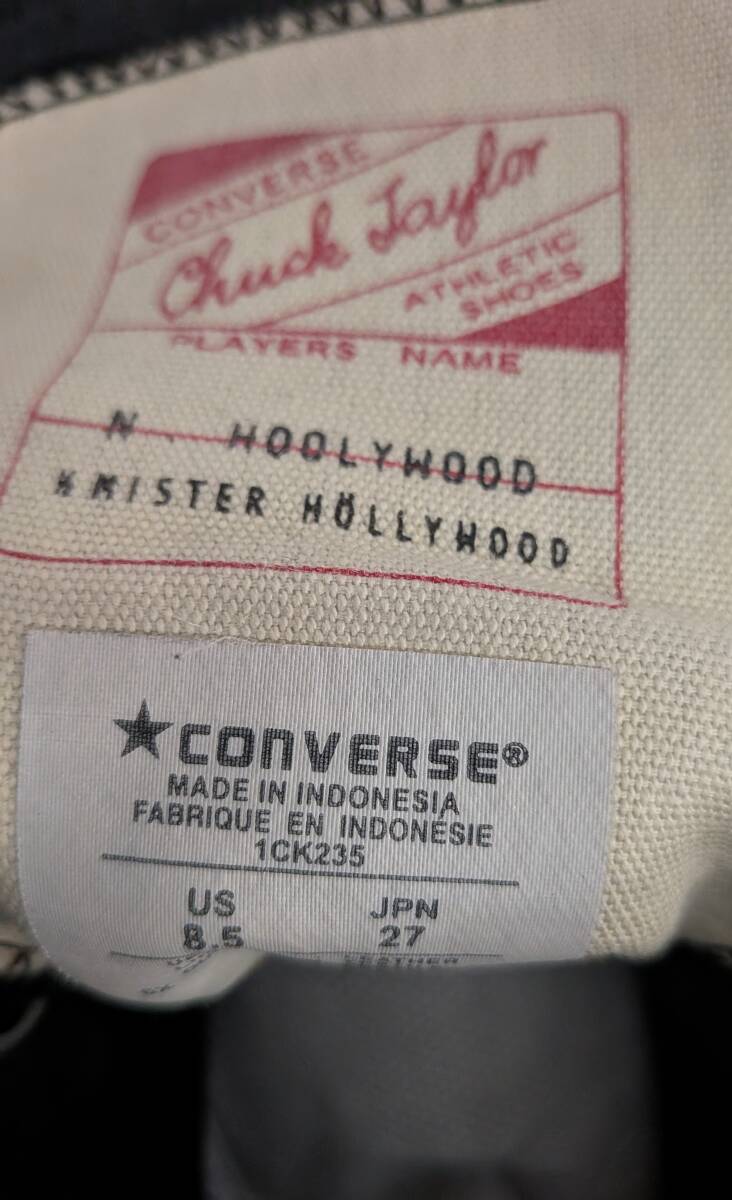 CONVERSE
Chuck Taylor
ATHLETIC
SHOES
PLAYERS NAME
N. HOOLYWOOD
MISTER HÖLLYWOOD
CONVERSE®
MADE IN INDONESIA
FABRIQUE EN INDONÉSIE
1CK235
US JPN
8.5 27